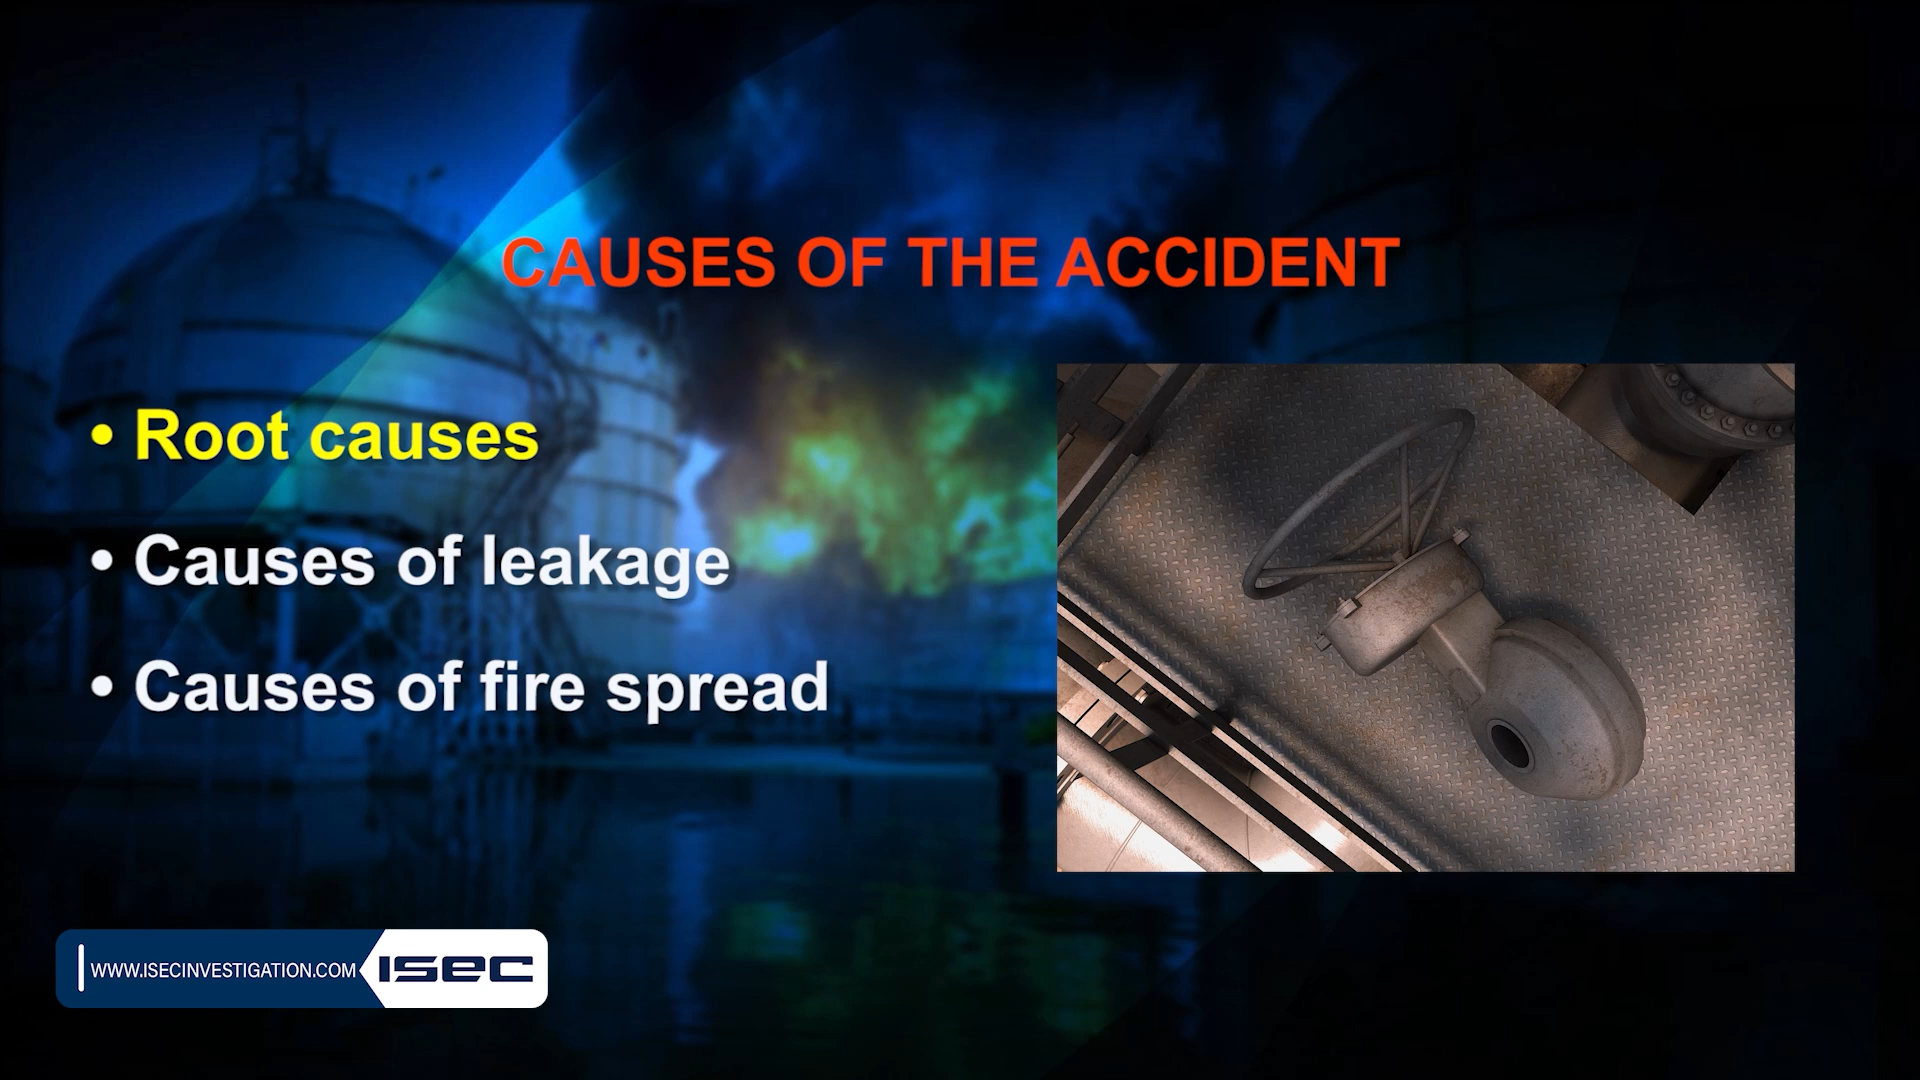 CAUSES OF THE ACCIDENT
• Root causes
• Causes of leakage
• Causes of fire spread
WWW.ISECINVESTIGATION.COM ISEC